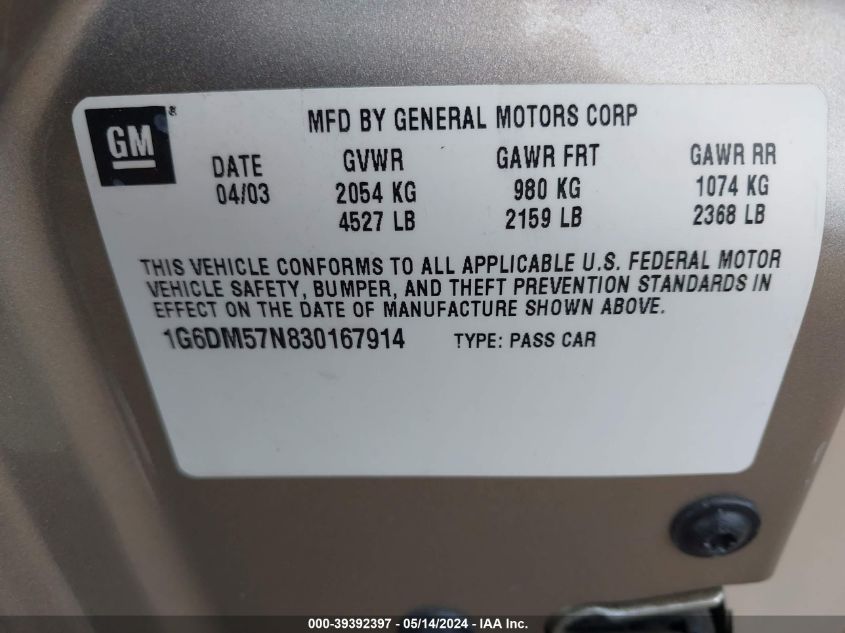 GM ®
MFD BY GENERAL MOTORS CORP
DATE GVWR GAWR FRT GAWR RR
04/03 2054 KG 980 KG 1074 KG
4527 LB 2159 LB 2368 LB
THIS VEHICLE CONFORMS TO ALL APPLICABLE U.S. FEDERAL MOTOR
VEHICLE SAFETY, BUMPER, AND THEFT PREVENTION STANDARDS IN
EFFECT ON THE DATE OF MANUFACTURE SHOWN ABOVE.
1G6DM57N830167914 TYPE: PASS CAR
000-39392397 - 05/14/2024 - IAA Inc.